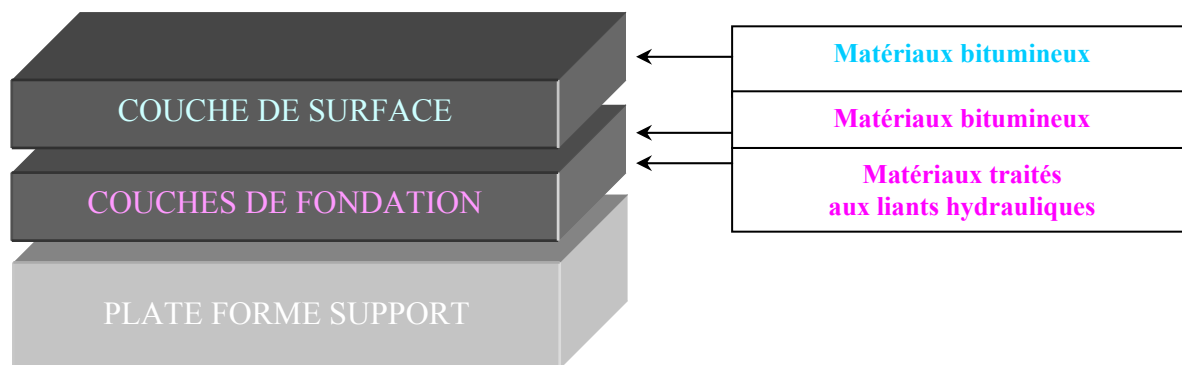 COUCHE DE SURFACE
COUCHES DE FONDATION
PLATE FORME SUPPORT
Matériaux bitumineux
Matériaux bitumineux
Matériaux traités
aux liants hydrauliques